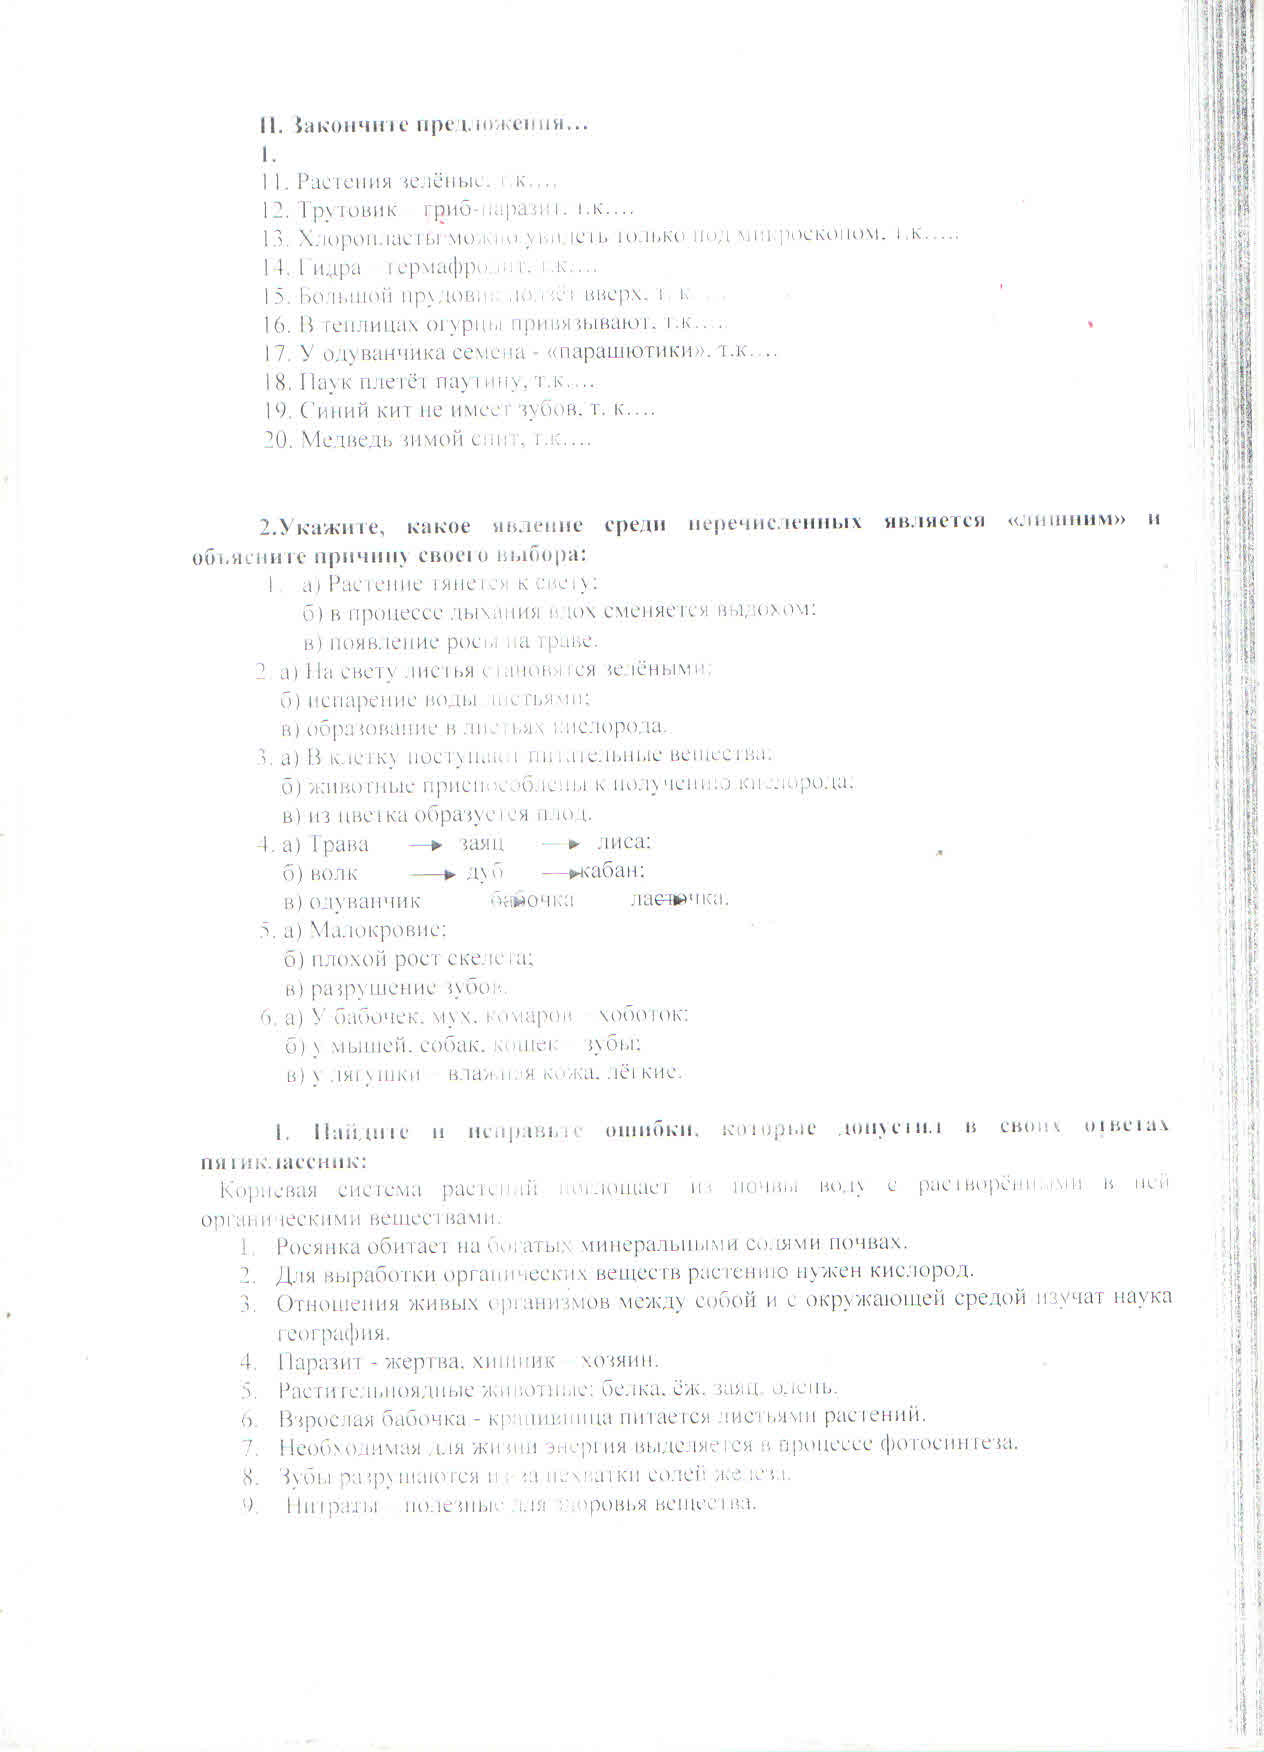 II. Закончите предложения...
1.
11. Растения зелёные, т.к....
12. Трутовик – гриб-паразит, т.к....
13. Хлоропласты можно увидеть только под микроскопом, т.к.....
14. Гидра – гермафродит, т.к....
15. Большой прудовик ползёт вверх, т. к....
16. В теплицах огурцы привязывают, т.к.....
17. У одуванчика семена - «парашютики», т.к....
18. Паук плетёт паутину, т.к....
19. Синий кит не имеет зубов, т. к....
20. Медведь зимой спит, т.к....
2.Укажите, какое явление среди перечисленных является «лишним» и
объясните причину своего выбора:
1. а) Растение тянется к свету;
б) в процессе дыхания вдох сменяется выдохом;
в) появление росы на траве.
2. а) На свету листья становятся зелёными;
б) испарение воды листьями;
в) образование в листьях кислорода.
3. а) В клетку поступают питательные вещества;
б) животные приспособлены к получению кислорода;
в) из цветка образуется плод.
4. а) Трава → заяц → лиса;
б) волк → дуб → кабан;
в) одуванчик бабочка ласточка.
5. а) Малокровие;
б) плохой рост скелета;
в) разрушение зубов.
6. а) У бабочек, мух, комаров – хоботок;
б) у мышей, собак, кошек – зубы;
в) у лягушки – влажная кожа, лёгкие.
1. Найдите и исправьте ошибки, которые допустил в своих ответах
пятиклассник:
Корневая система растений поглощает из почвы воду с растворёнными в ней
органическими веществами.
1. Росянка обитает на богатых минеральными солями почвах.
2. Для выработки органических веществ растению нужен кислород.
3. Отношения живых организмов между собой и с окружающей средой изучат наука
география.
4. Паразит - жертва, хищник – хозяин.
5. Растительноядные животные: белка, ёж, заяц, олень.
6. Взрослая бабочка - крапивница питается листьями растений.
7. Необходимая для жизни энергия выделяется в процессе фотосинтеза.
8. Зубы разрушаются из-за нехватки солей железа.
9. Нитраты – полезные для здоровья вещества.